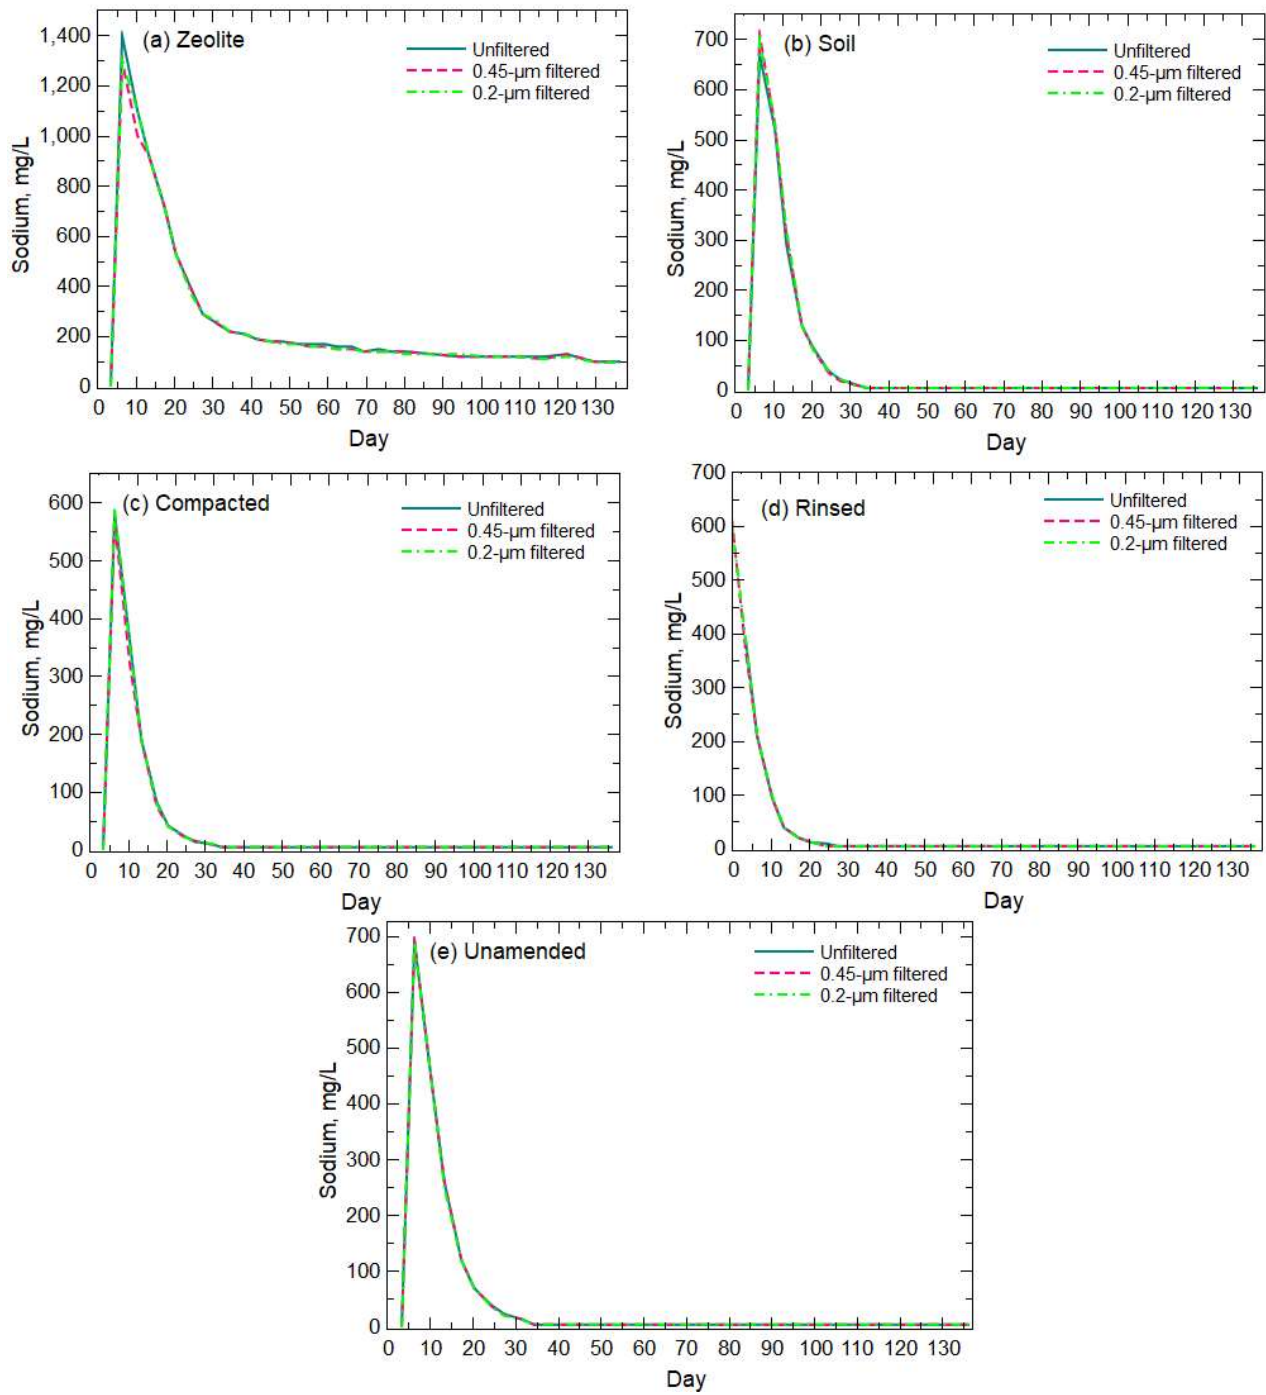 (a) Zeolite
Unfiltered
0.45-µm filtered
0.2-µm filtered
1,400
1,200
1,000
800
600
400
200
0
Sodium, mg/L
0 10 20 30 40 50 60 70 80 90 100 110 120 130
Day
(b) Soil
Unfiltered
0.45-µm filtered
0.2-µm filtered
700
600
500
400
300
200
100
0
Sodium, mg/L
0 10 20 30 40 50 60 70 80 90 100 110 120 130
Day
(c) Compacted
Unfiltered
0.45-µm filtered
0.2-µm filtered
600
500
400
300
200
100
0
Sodium, mg/L
0 10 20 30 40 50 60 70 80 90 100 110 120 130
Day
(d) Rinsed
Unfiltered
0.45-µm filtered
0.2-µm filtered
700
600
500
400
300
200
100
0
Sodium, mg/L
0 10 20 30 40 50 60 70 80 90 100 110 120 130
Day
(e) Unamended
Unfiltered
0.45-µm filtered
0.2-µm filtered
700
600
500
400
300
200
100
0
Sodium, mg/L
0 10 20 30 40 50 60 70 80 90 100 110 120 130
Day